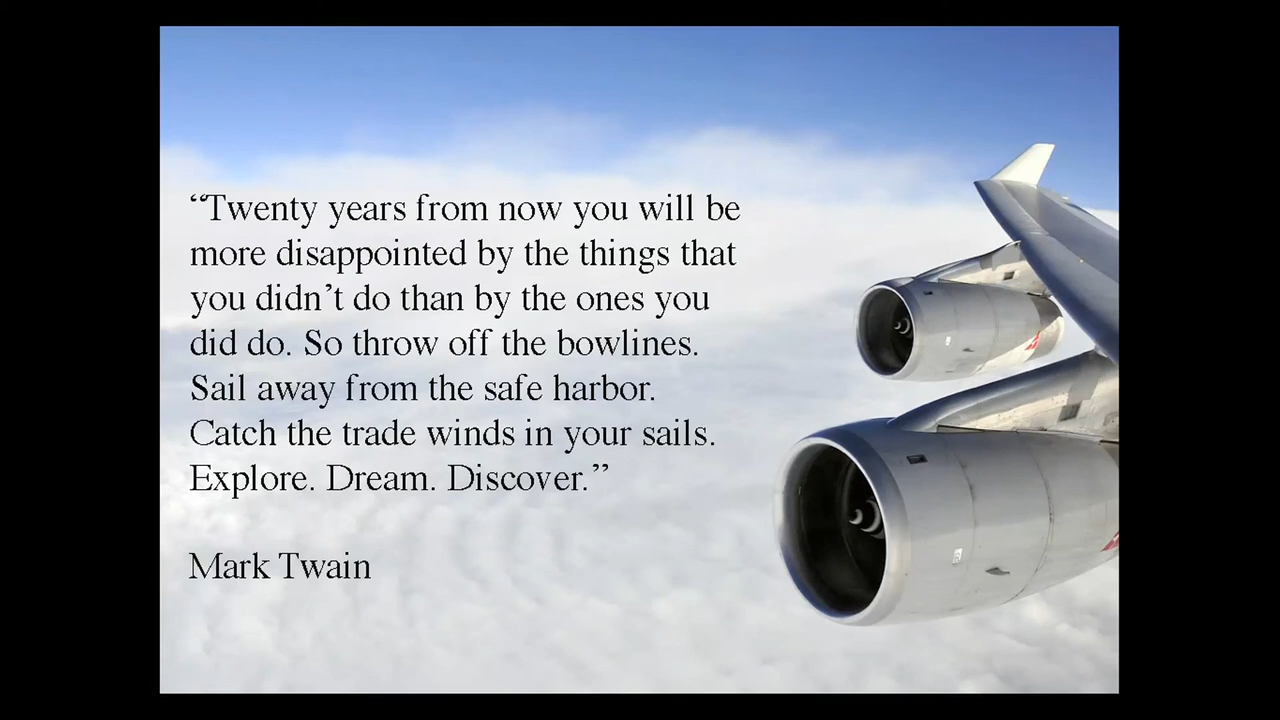 “Twenty years from now you will be
more disappointed by the things that
you didn’t do than by the ones you
did do. So throw off the bowlines.
Sail away from the safe harbor.
Catch the trade winds in your sails.
Explore. Dream. Discover.”
Mark Twain